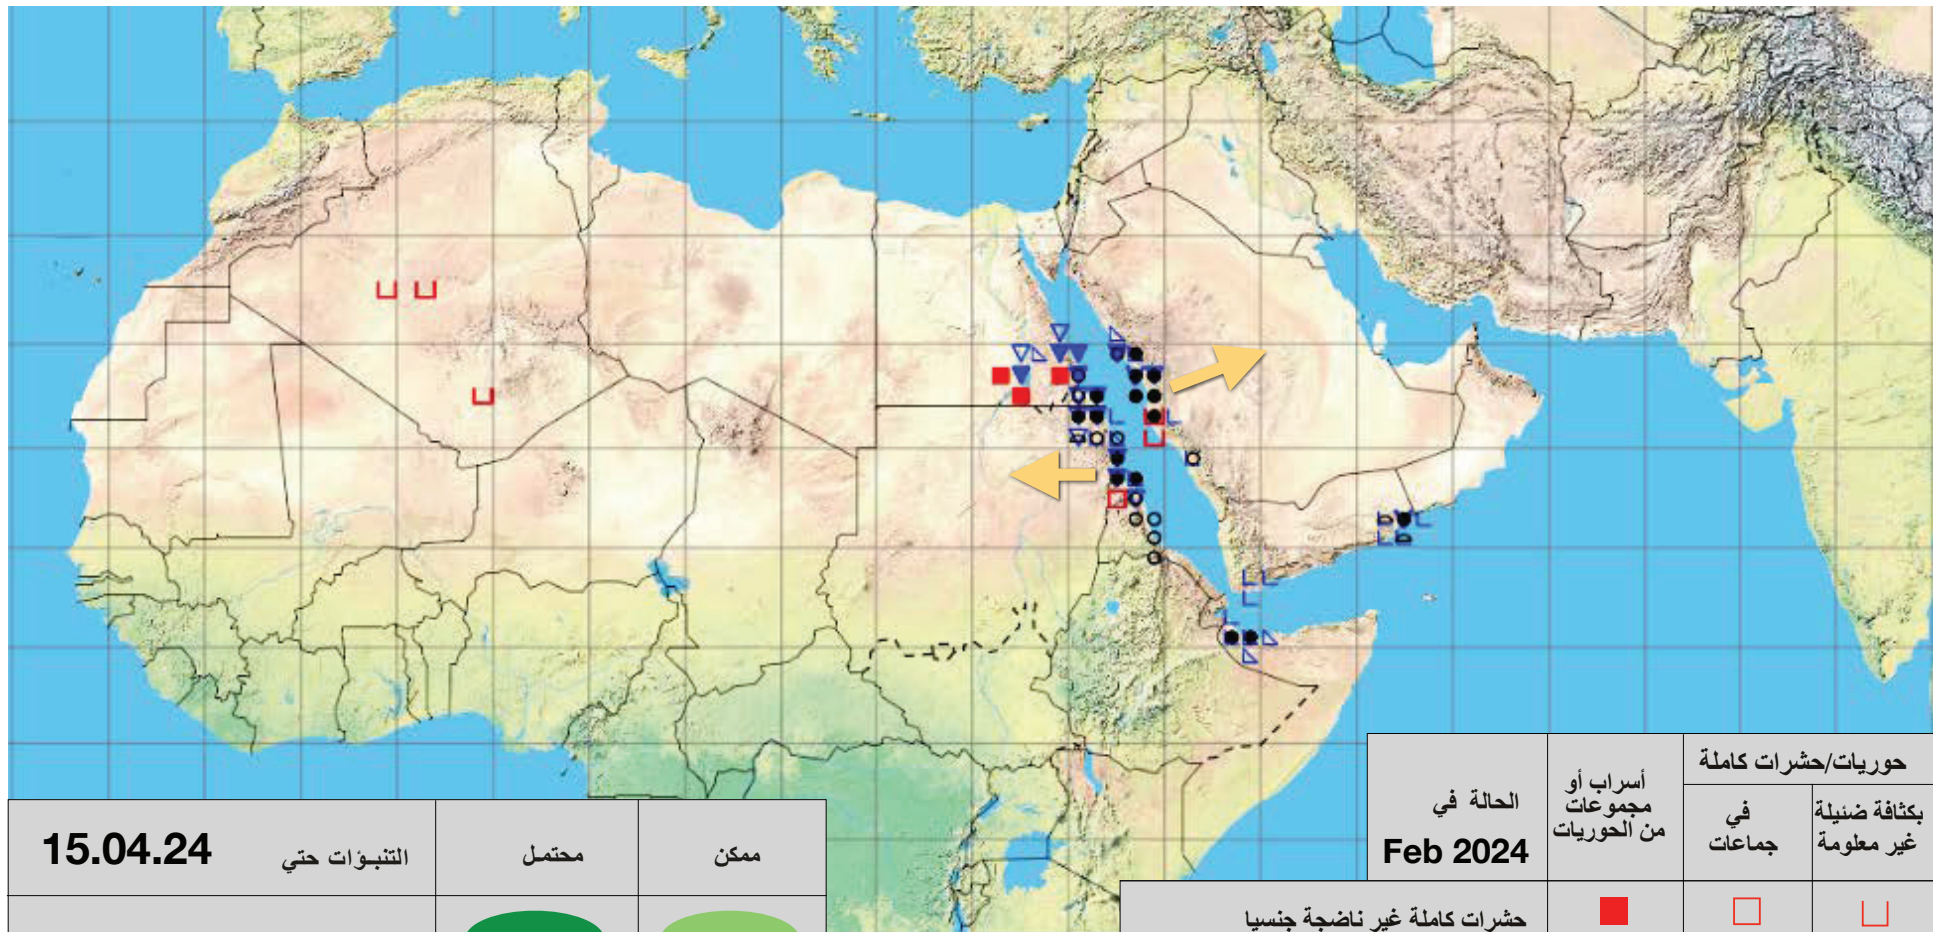 حوريات/حشرات كاملة
بكثافة ضئيلة
غير معلومة
في
جماعات
أسراب أو
مجموعات
من الحوريات
الحالة في
Feb 2024
حشرات كاملة غير ناضجة جنسيا
ممكن
محتمل
التنبؤات حتي
15.04.24